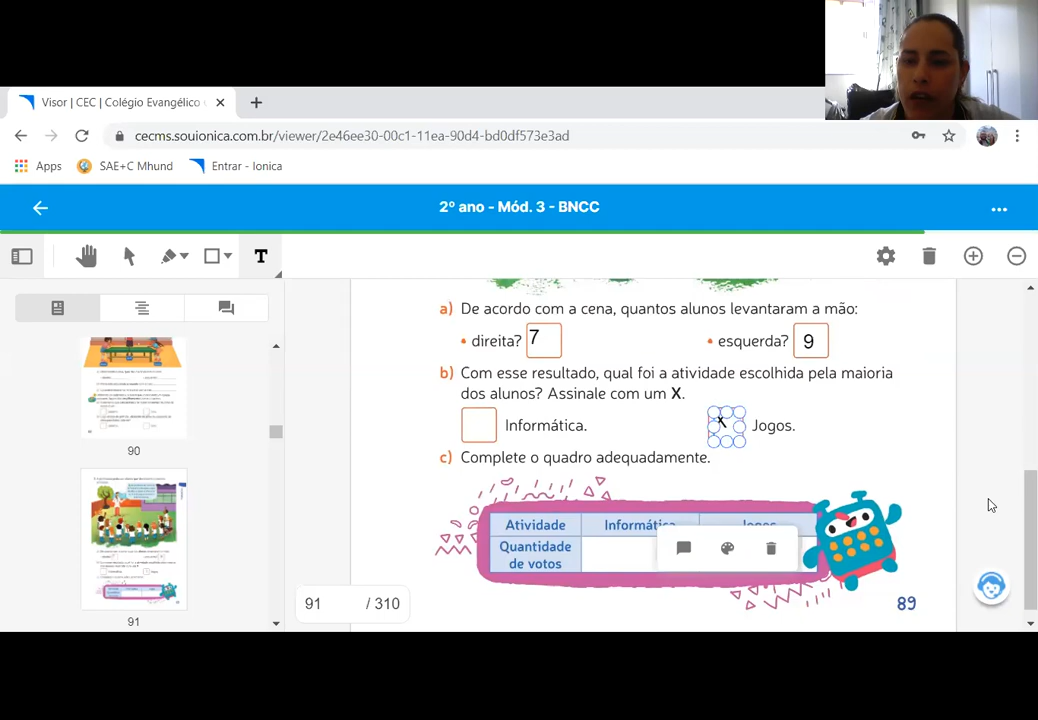 Visor | CEC | Colégio Evangélico
cecms.souionica.com.br/viewer/2e46ee30-00c1-11ea-90d4-bd0df573e3ad
Apps SAE+C Mhund Entrar - Ionica
2º ano - Mód. 3 - BNCC
T
a) De acordo com a cena, quantos alunos levantaram a mão:
• direita? 7 • esquerda? 9
b) Com esse resultado, qual foi a atividade escolhida pela maioria
dos alunos? Assinale com um X.
Informática. x Jogos.
c) Complete o quadro adequadamente.
Atividade Informática Jogos
Quantidade
de votos
89
90
91
91 / 310